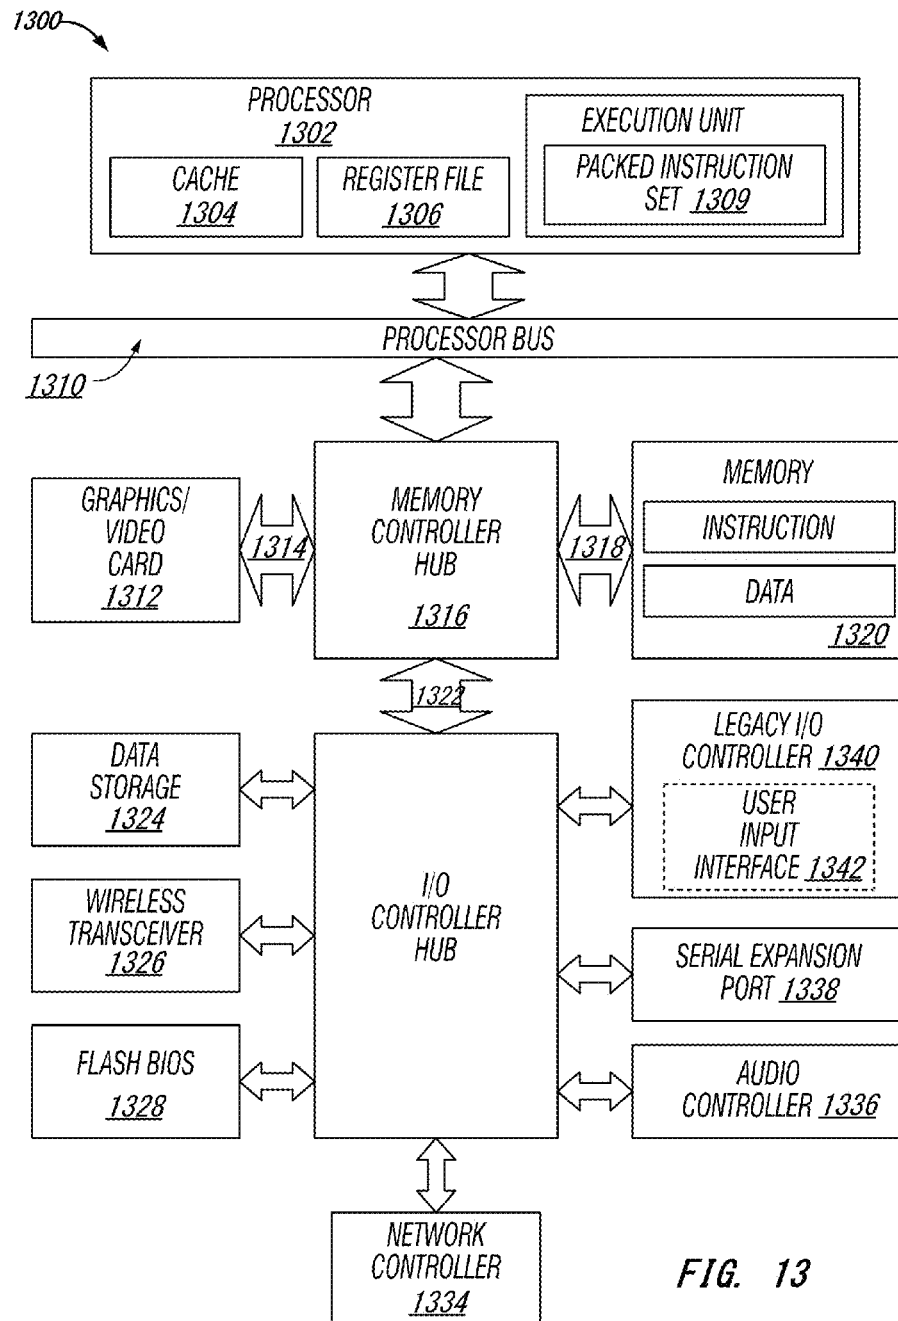 1300
PROCESSOR
1302
CACHE
1304
REGISTER FILE
1306
EXECUTION UNIT
PACKED INSTRUCTION
SET 1309
PROCESSOR BUS
1310
GRAPHICS/
VIDEO
CARD
1312
1314
MEMORY
CONTROLLER
HUB
1316
1318
MEMORY
INSTRUCTION
DATA
1320
1322
DATA
STORAGE
1324
WIRELESS
TRANSCEIVER
1326
FLASH BIOS
1328
I/O
CONTROLLER
HUB
LEGACY I/O
CONTROLLER 1340
USER
INPUT
INTERFACE 1342
SERIAL EXPANSION
PORT 1338
AUDIO
CONTROLLER 1336
NETWORK
CONTROLLER
1334
FIG. 13